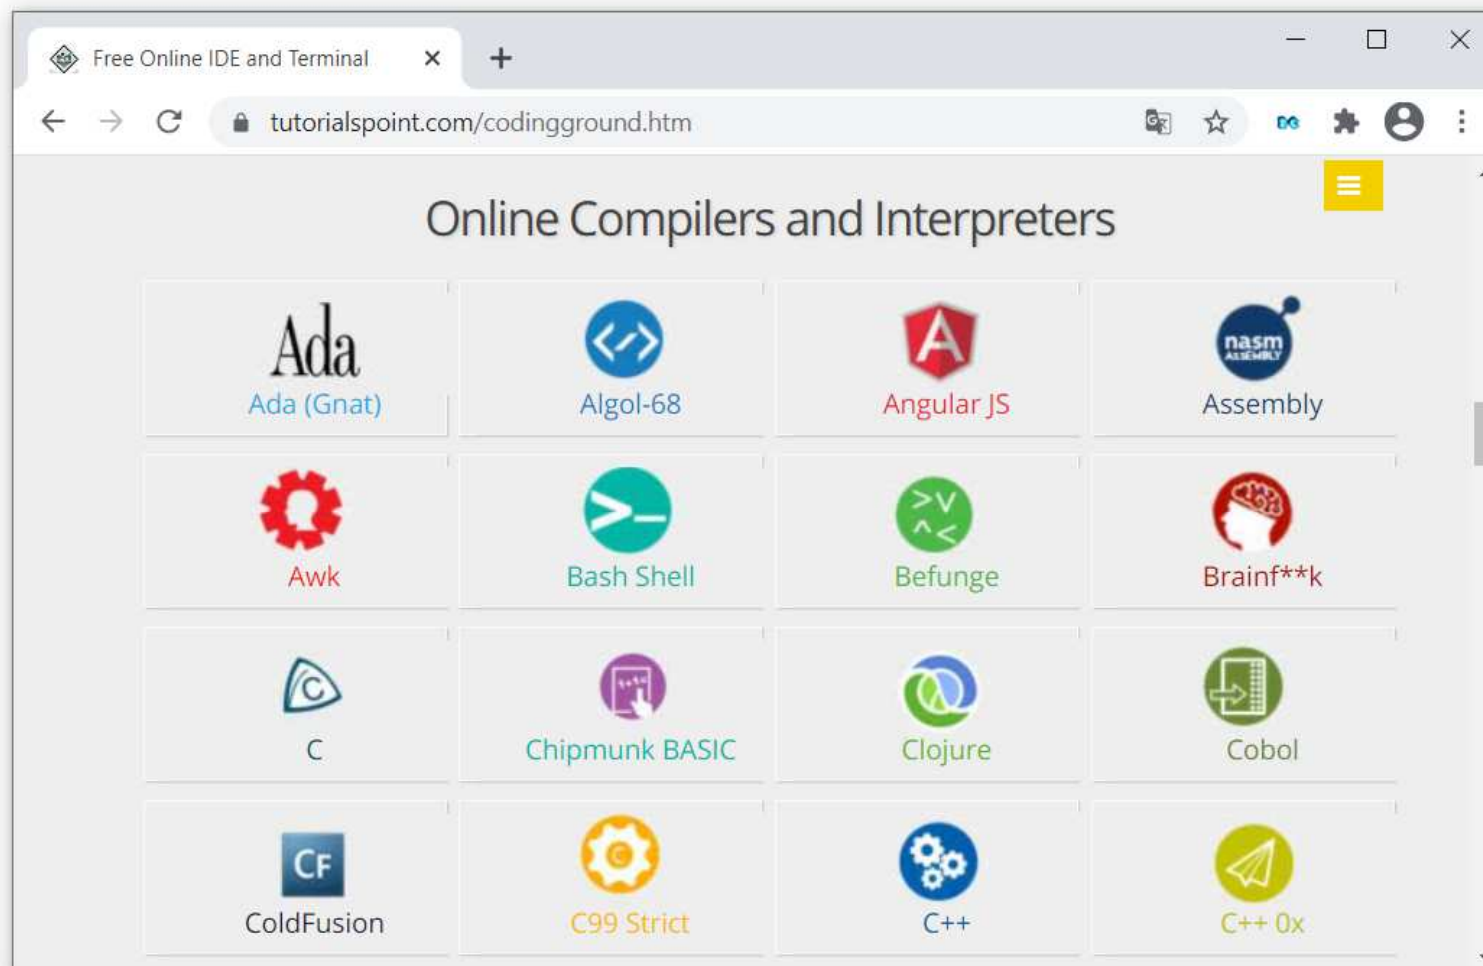 Free Online IDE and Terminal
tutorialspoint.com/codingground.htm
Online Compilers and Interpreters
Ada
nasm
ASSEMBLY
Ada (Gnat)
Algol-68
Angular JS
Assembly
Awk
Bash Shell
Befunge
Brainf**k
C
C
Chipmunk BASIC
Clojure
Cobol
CF
C
ColdFusion
C99 Strict
C++
C++ 0x